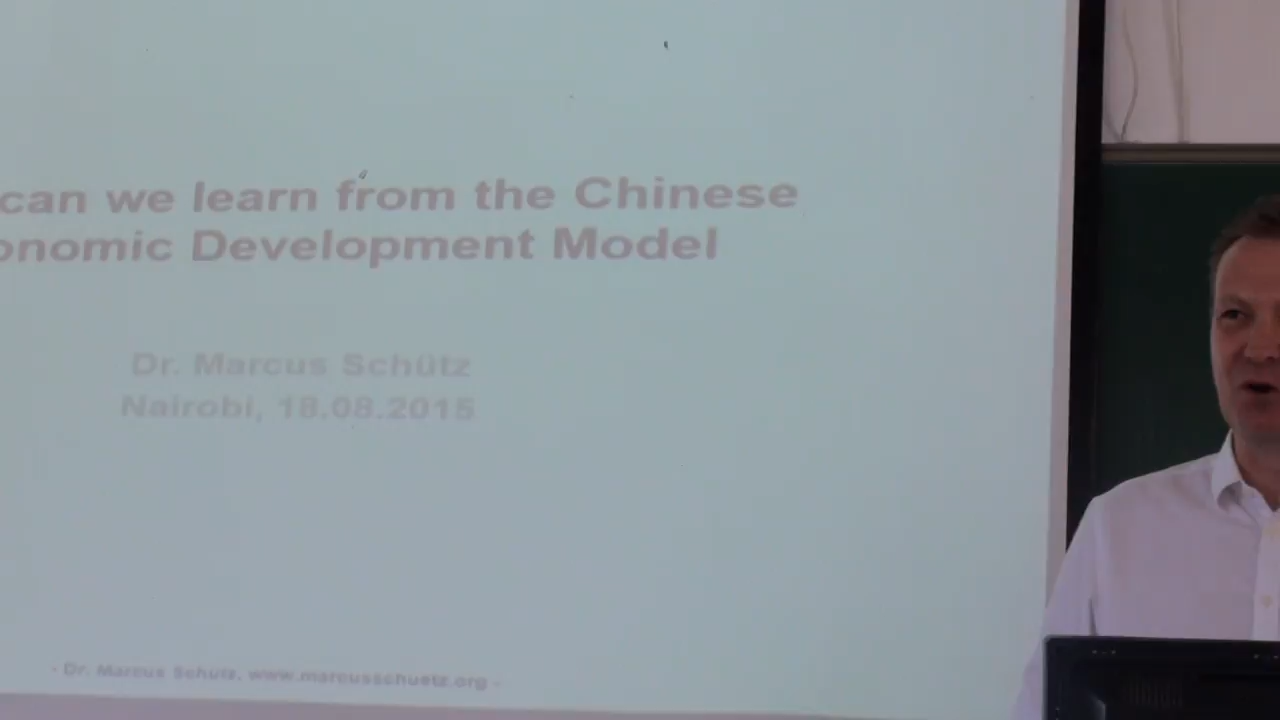 can we learn from the Chinese
onomic Development Model
Dr. Marcus Schütz
Nairobi, 18.08.2015
- Dr. Marcus Schütz, www.marcusschuetz.org -